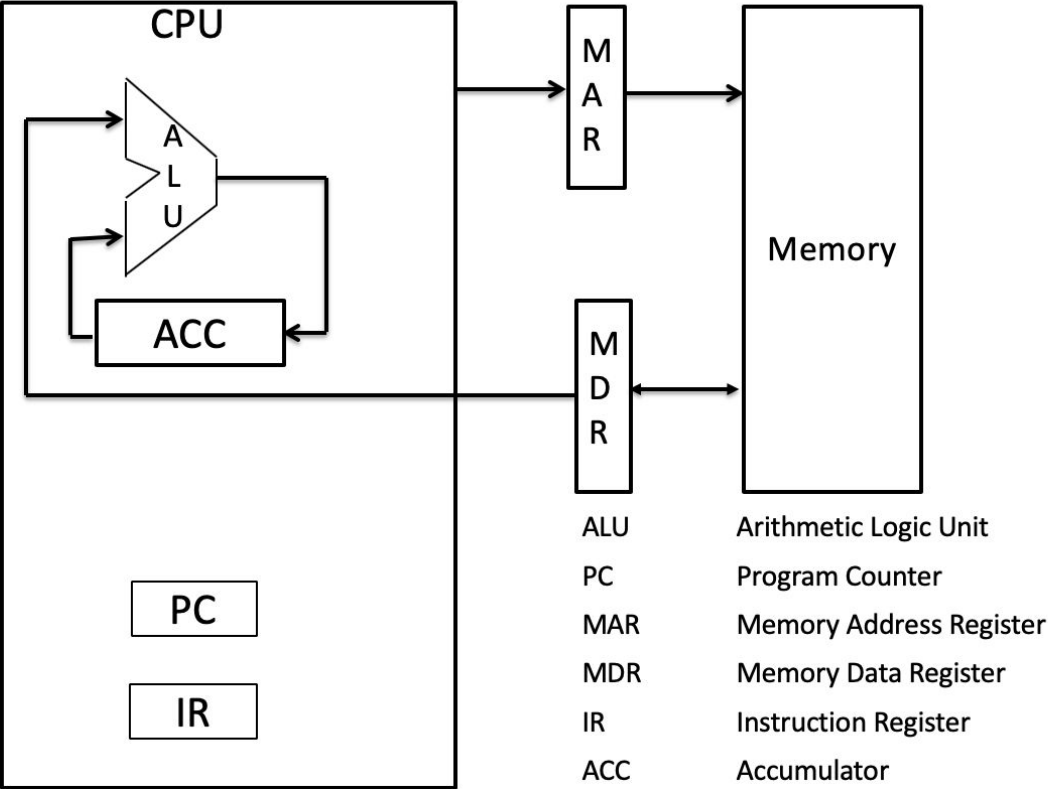 CPU
A
L
U
ACC
PC
IR
M
A
R
M
D
R
Memory
ALU Arithmetic Logic Unit
PC Program Counter
MAR Memory Address Register
MDR Memory Data Register
IR Instruction Register
ACC Accumulator